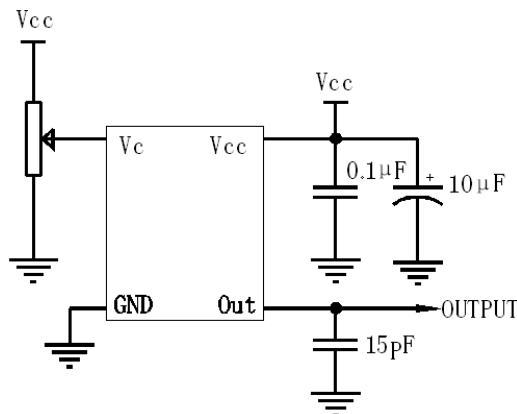 Vcc
Vcc
Vc
Vcc
0.1μF
+
10μF
GND
Out
OUTPUT
15pF